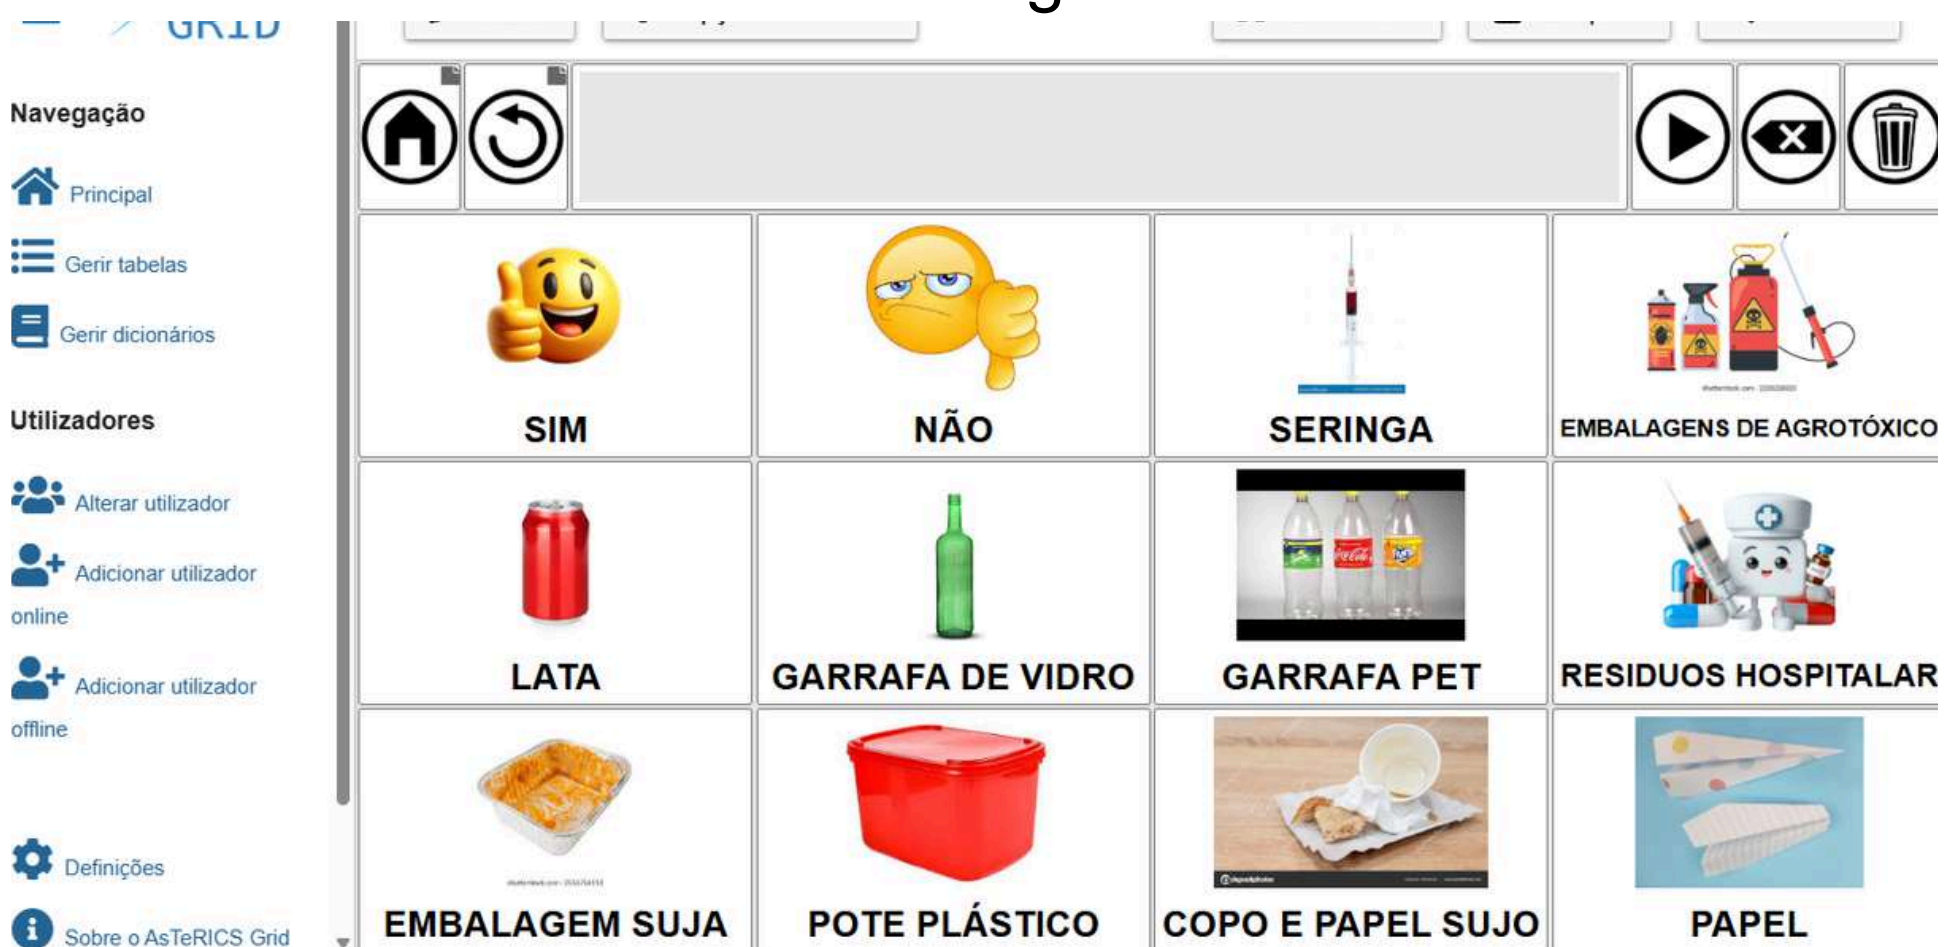 GRID
Navegação
Principal
Gerir tabelas
Gerir dicionários
Utilizadores
Alterar utilizador
Adicionar utilizador
online
Adicionar utilizador
offline
Definições
Sobre o AsTeRICS Grid
SIM
NÃO
SERINGA
EMBALAGENS DE AGROTÓXICO
LATA
GARRAFA DE VIDRO
GARRAFA PET
RESIDUOS HOSPITALAR
EMBALAGEM SUJA
POTE PLÁSTICO
COPO E PAPEL SUJO
PAPEL